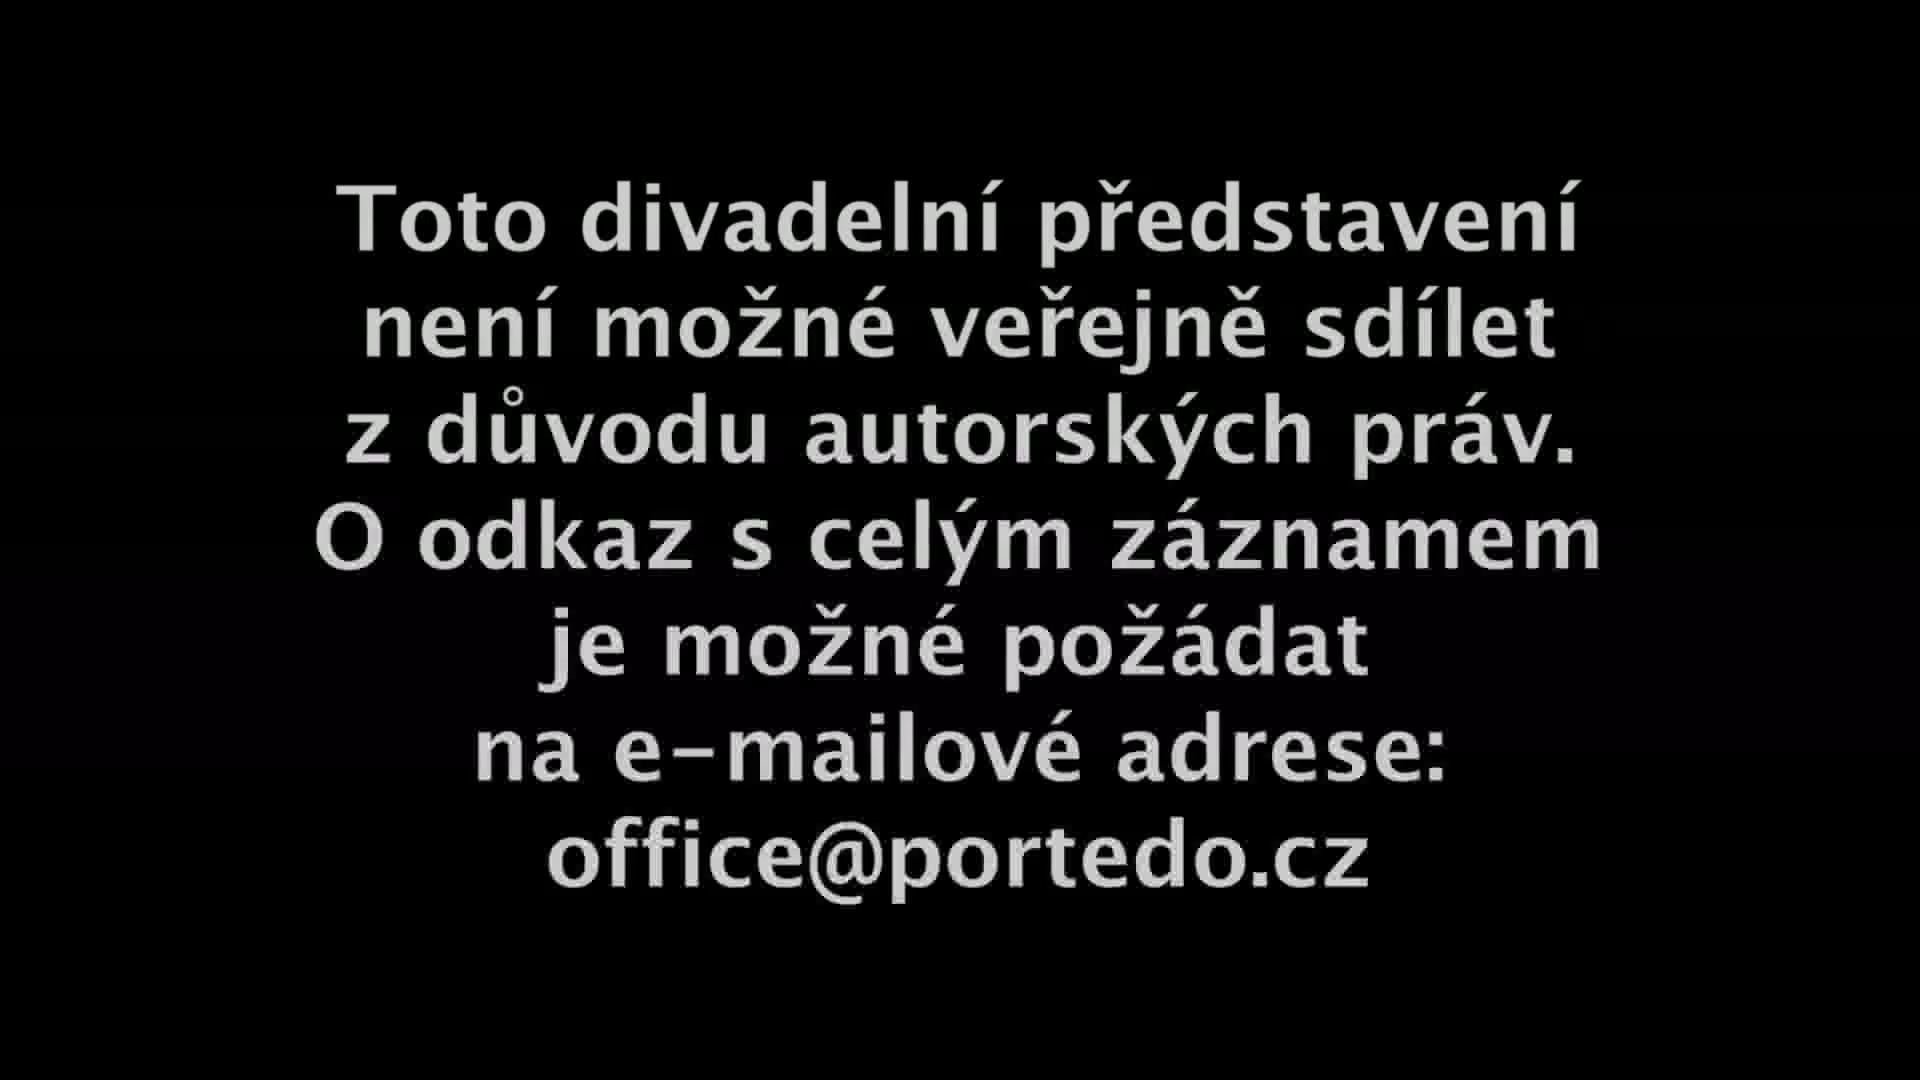 Toto divadelní představení
není možné veřejně sdílet
z důvodu autorských práv.
O odkaz s celým záznamem
je možné požádat
na e-mailové adrese:
office@portedo.cz